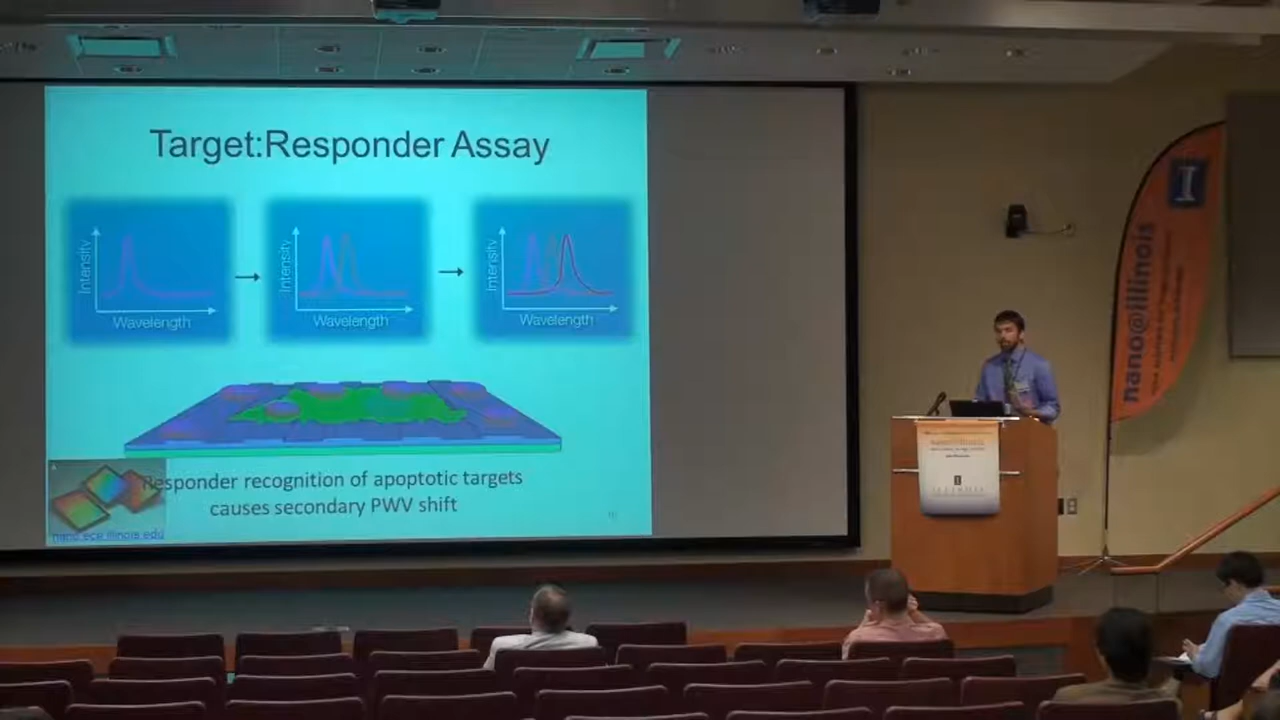 Target:Responder Assay
Intensity
Wavelength
Intensity
Wavelength
Intensity
Wavelength
Responder recognition of apoptotic targets
causes secondary PWV shift
nano.ece.illinois.edu
I
nano@illinois
I
ILLINOIS